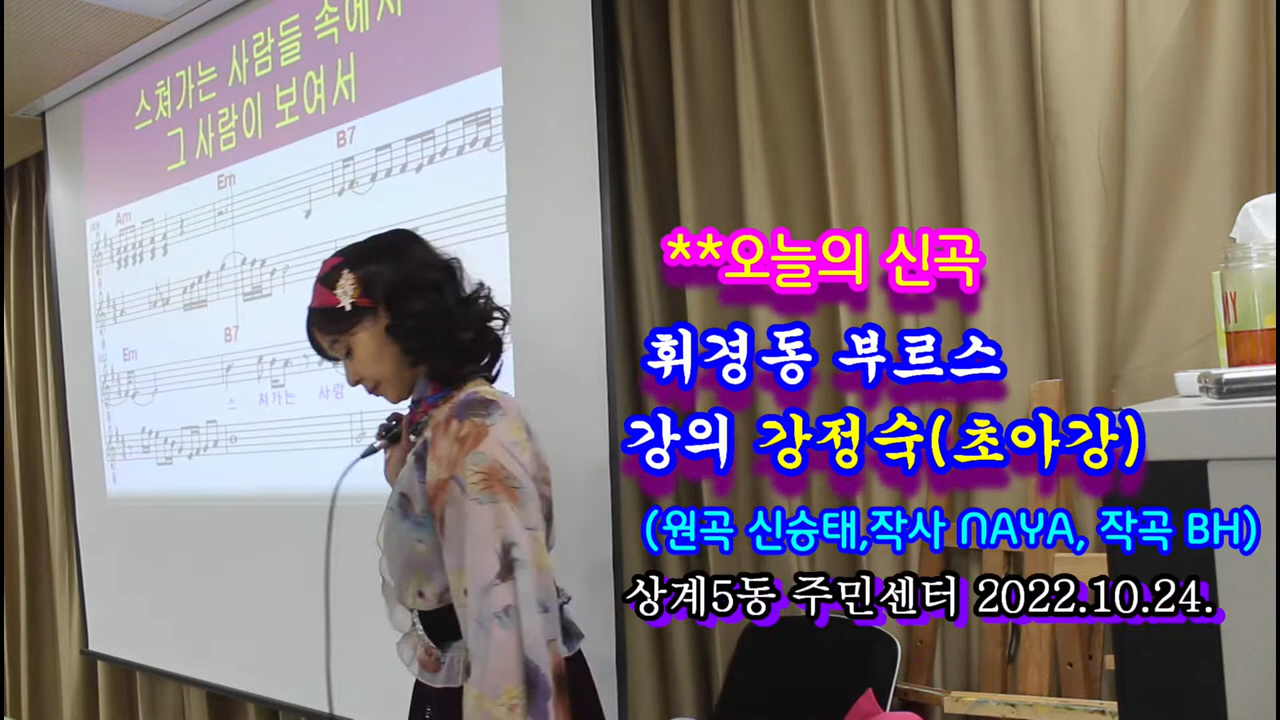 스쳐가는 사람들 속에서
그 사람이 보여서
B7
Em
Am
B7
Em
스 쳐가는 사람
**오늘의 신곡
휘경동 부르스
강의 강정숙(초아강)
(원곡 신승태,작사 NAYA, 작곡 BH)
상계5동 주민센터 2022.10.24.
NY